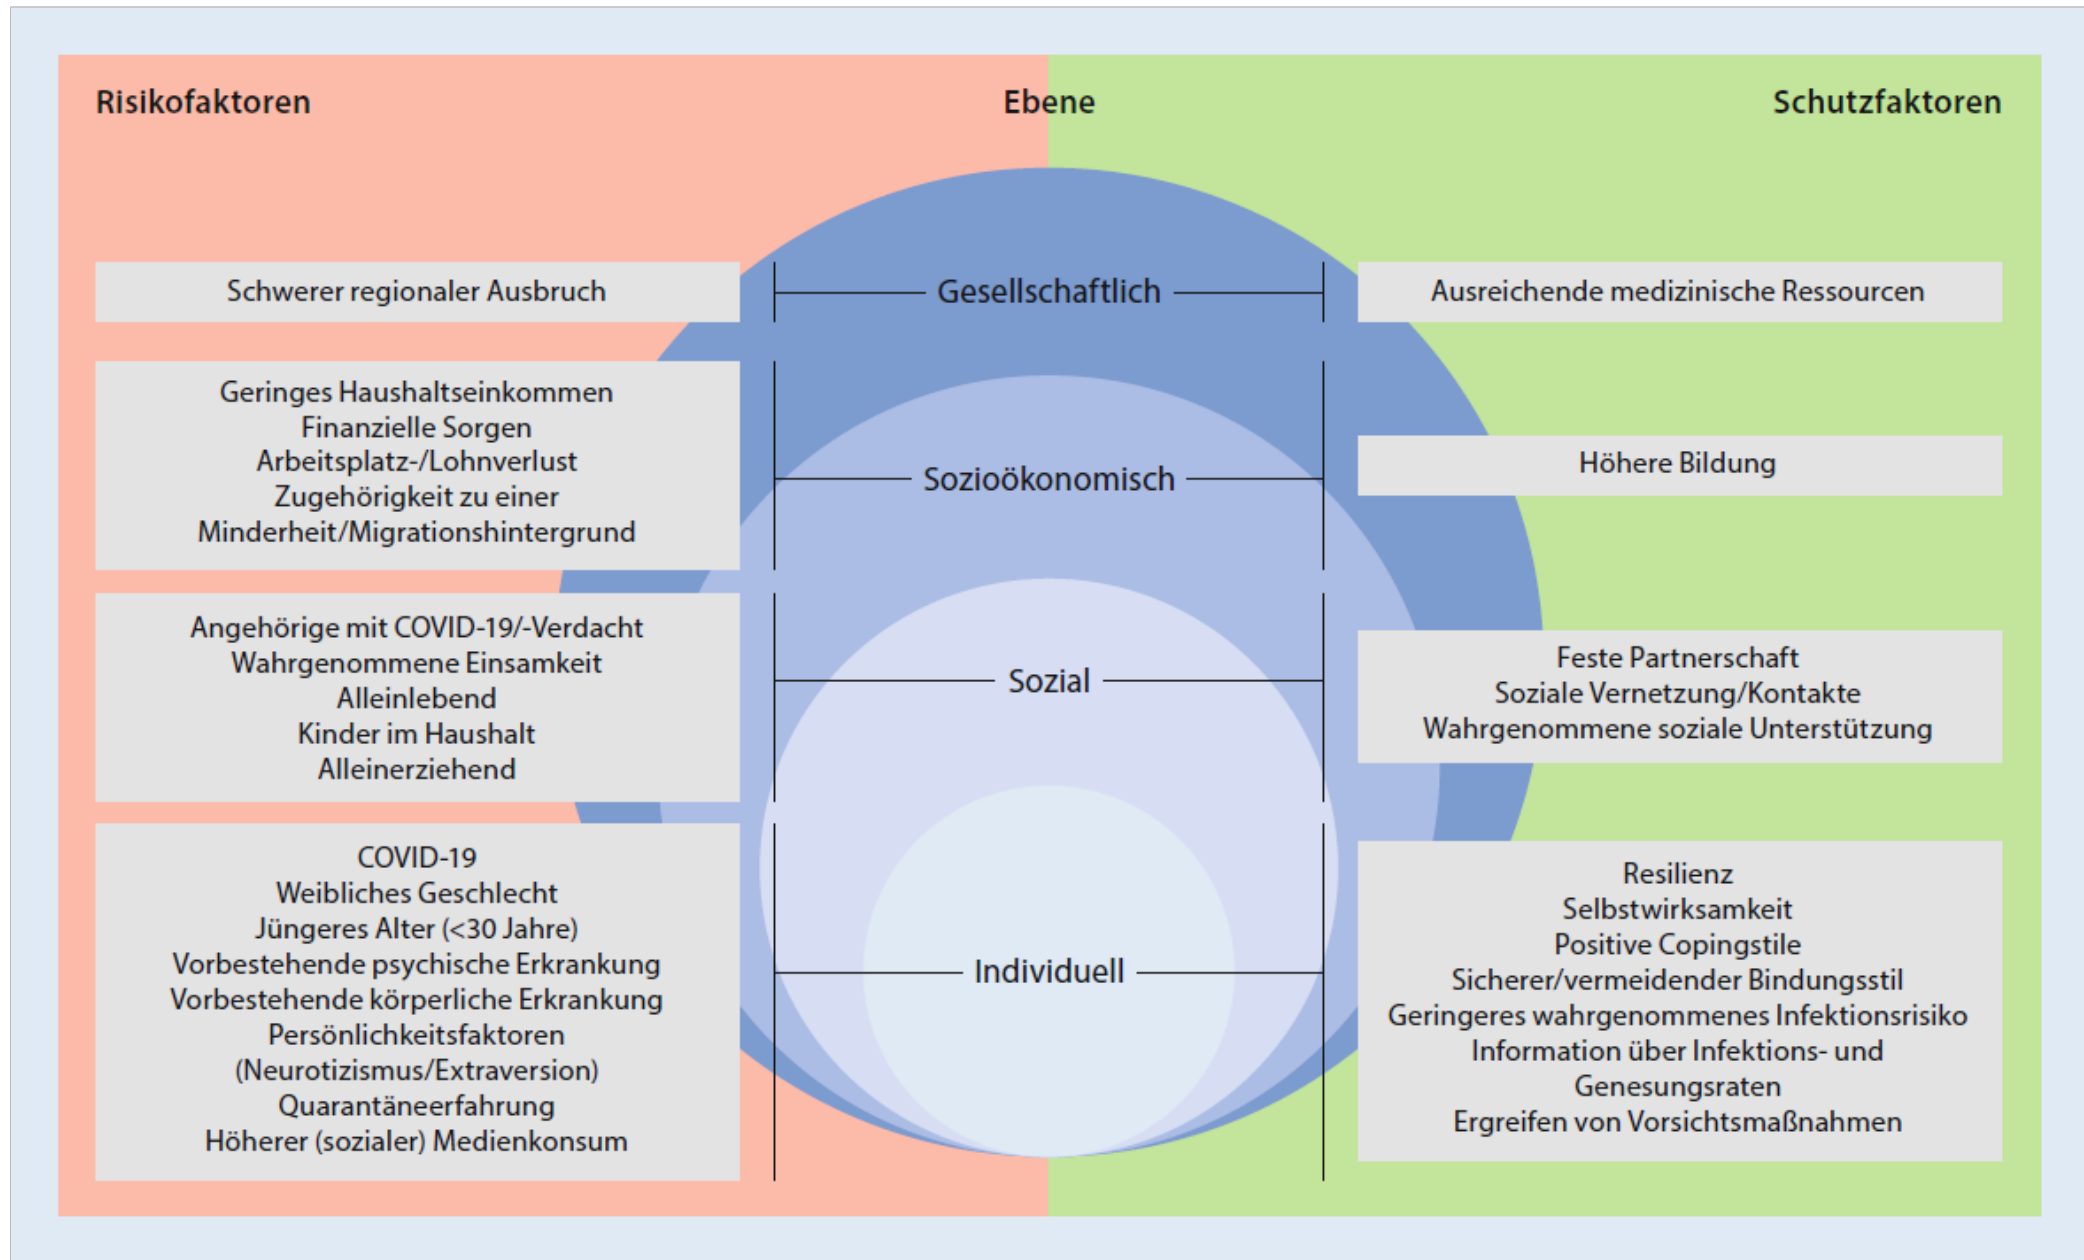 Risikofaktoren
Ebene
Schutzfaktoren
Schwerer regionaler Ausbruch
Gesellschaftlich
Ausreichende medizinische Ressourcen
Geringes Haushaltseinkommen
Finanzielle Sorgen
Arbeitsplatz-/Lohnverlust
Zugehörigkeit zu einer
Minderheit/Migrationshintergrund
Sozioökonomisch
Höhere Bildung
Angehörige mit COVID-19/-Verdacht
Wahrgenommene Einsamkeit
Alleinlebend
Kinder im Haushalt
Alleinerziehend
Sozial
Feste Partnerschaft
Soziale Vernetzung/Kontakte
Wahrgenommene soziale Unterstützung
COVID-19
Weibliches Geschlecht
Jüngeres Alter (<30 Jahre)
Vorbestehende psychische Erkrankung
Vorbestehende körperliche Erkrankung
Persönlichkeitsfaktoren
(Neurotizismus/Extraversion)
Quarantäneerfahrung
Höherer (sozialer) Medienkonsum
Individuell
Resilienz
Selbstwirksamkeit
Positive Copingstile
Sicherer/vermeidender Bindungsstil
Geringeres wahrgenommenes Infektionsrisiko
Information über Infektions- und
Genesungsraten
Ergreifen von Vorsichtsmaßnahmen